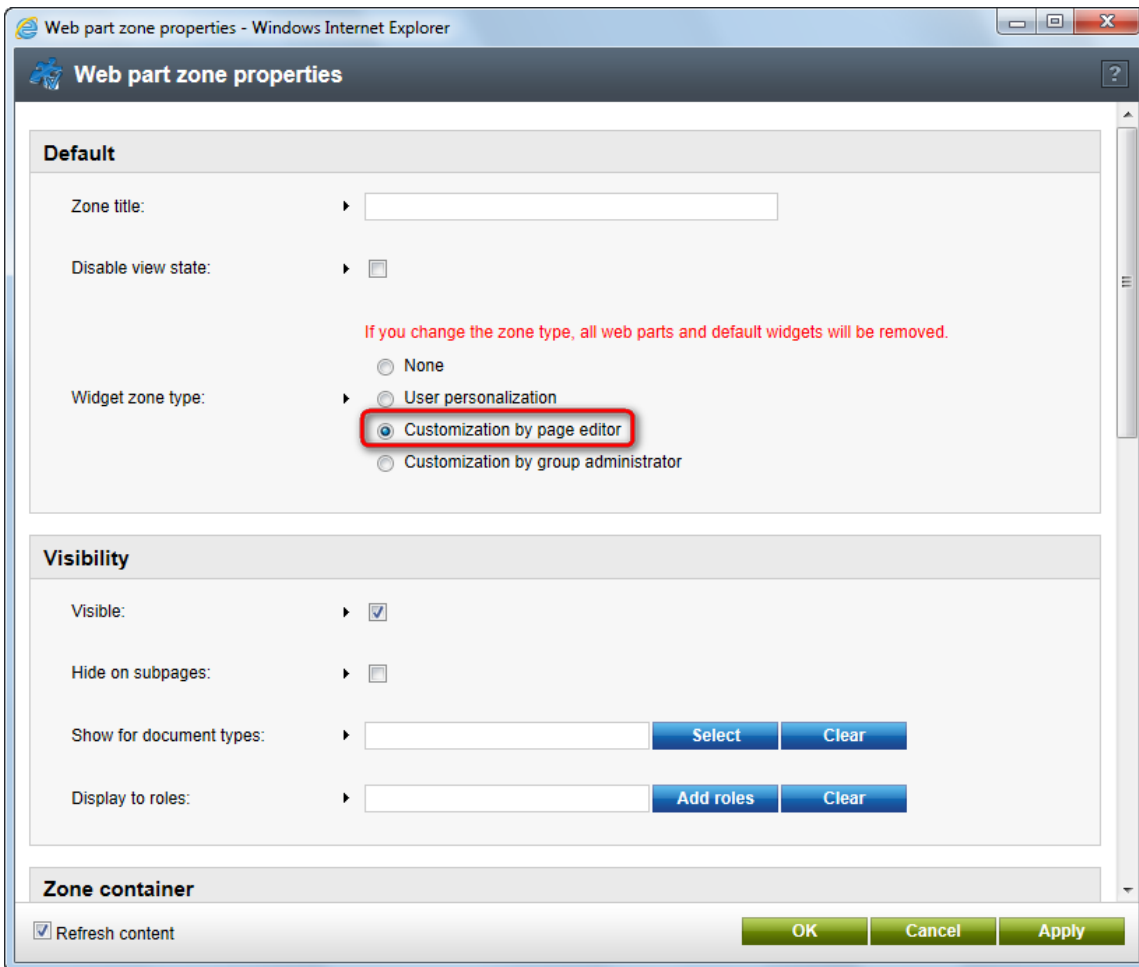 Web part zone properties - Windows Internet Explorer
Web part zone properties
?
Default
Zone title:
Disable view state:
If you change the zone type, all web parts and default widgets will be removed.
None
Widget zone type:
User personalization
Customization by page editor
Customization by group administrator
Visibility
Visible:
Hide on subpages:
Show for document types: Select Clear
Display to roles: Add roles Clear
Zone container
Refresh content OK Cancel Apply